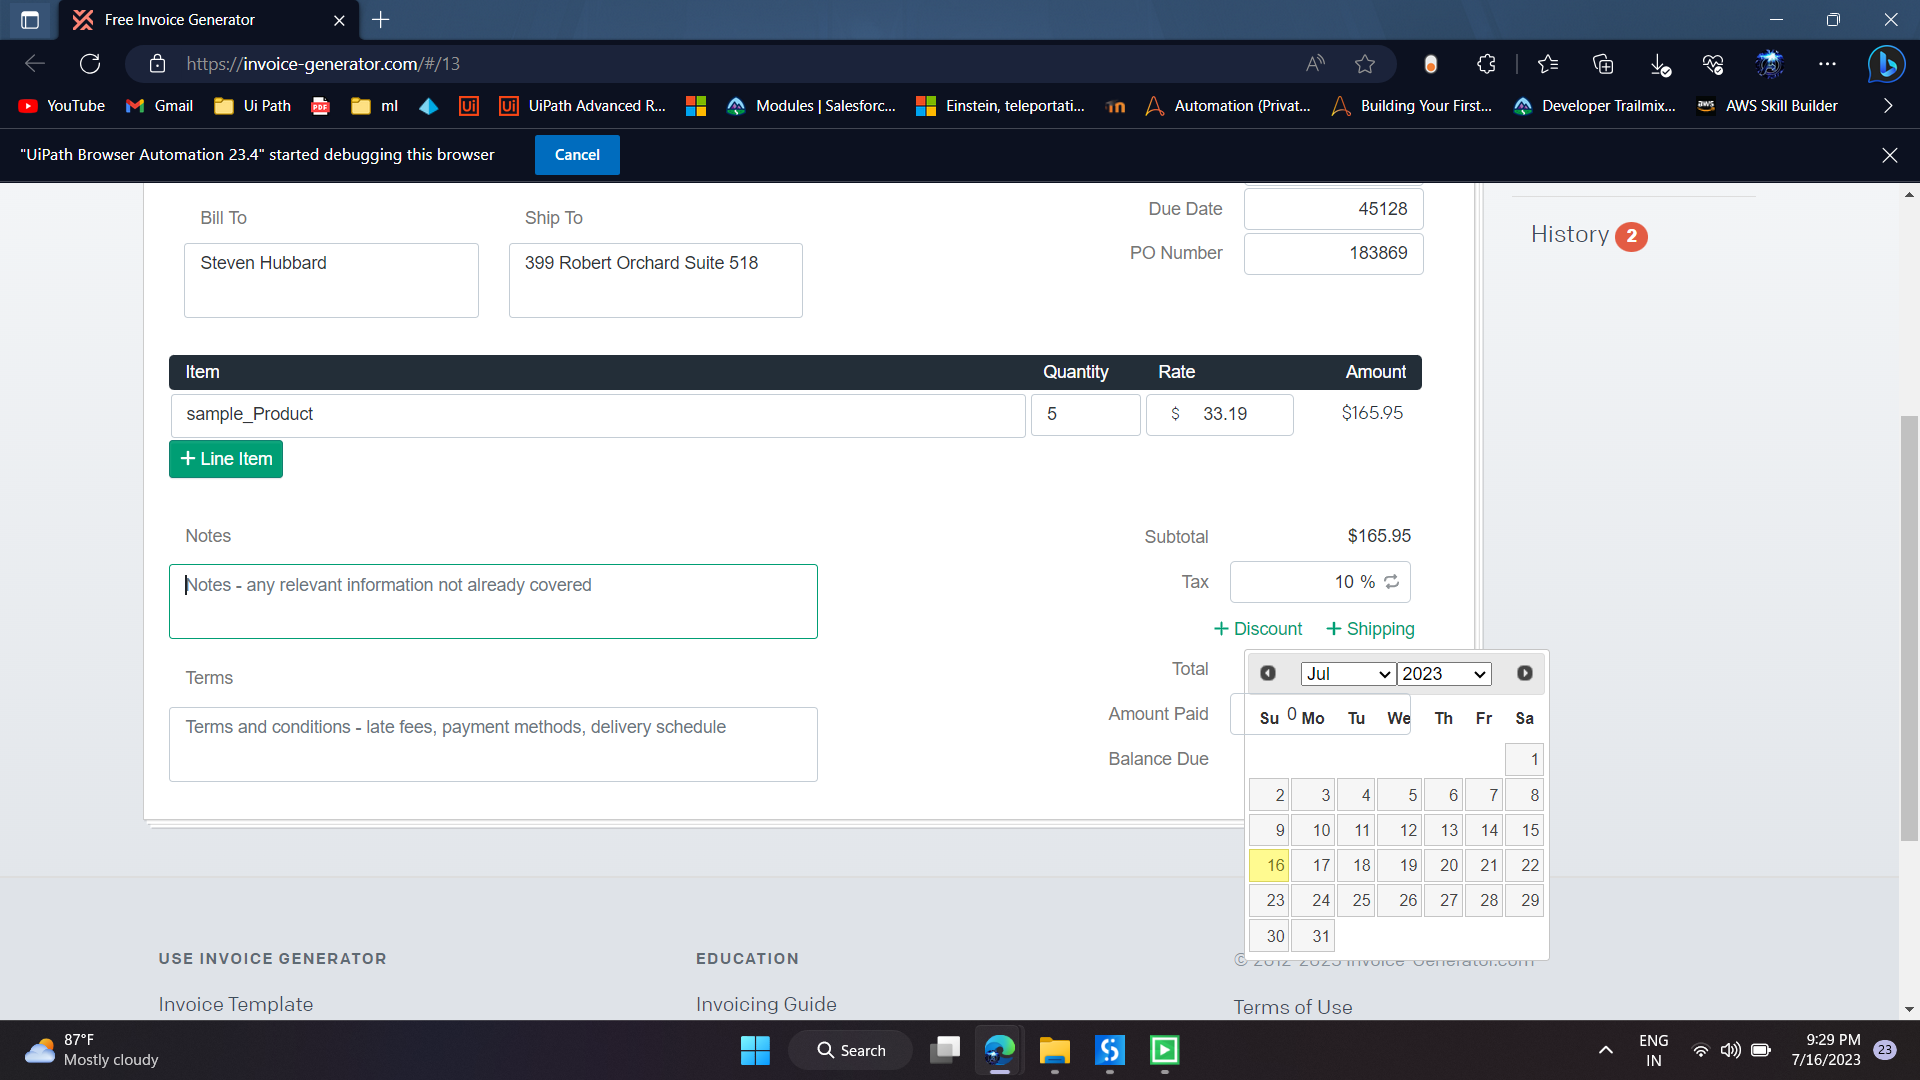 Free Invoice Generator
https://invoice-generator.com/#/13
YouTube
Gmail
Ui Path
PDF
ml
Ui
Ui
UiPath Advanced R...
Modules | Salesforc...
Einstein, teleportati...
in
Automation (Privat...
Building Your First...
Developer Trailmix...
aws
AWS Skill Builder
"UiPath Browser Automation 23.4" started debugging this browser
Cancel
Bill To
Ship To
Due Date
45128
PO Number
183869
Steven Hubbard
399 Robert Orchard Suite 518
History 2
Item Quantity Rate Amount
sample_Product 5 $ 33.19 $165.95
+ Line Item
Notes
Notes - any relevant information not already covered
Terms
Terms and conditions - late fees, payment methods, delivery schedule
Subtotal $165.95
Tax 10 %
+ Discount + Shipping
Total
Amount Paid 0
Balance Due
Jul 2023
Su Mo Tu We Th Fr Sa
1
2 3 4 5 6 7 8
9 10 11 12 13 14 15
16 17 18 19 20 21 22
23 24 25 26 27 28 29
30 31
USE INVOICE GENERATOR
Invoice Template
EDUCATION
Invoicing Guide
© 2012-2023 Invoice-Generator.com
Terms of Use
87°F
Mostly cloudy
Search
ENG
IN
9:29 PM
7/16/2023
23